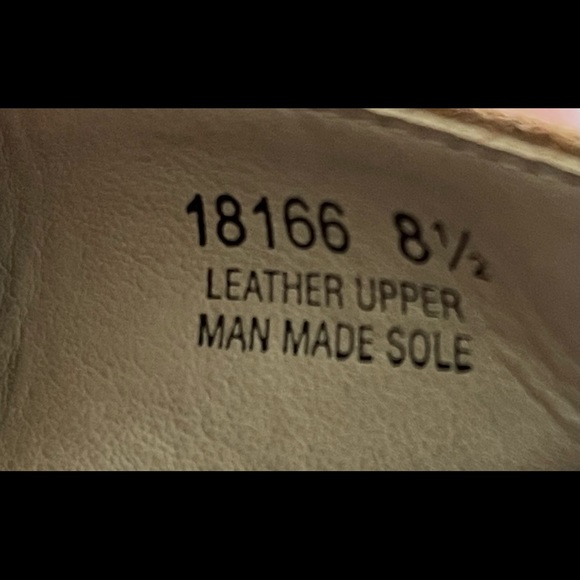 18166 8½
LEATHER UPPER
MAN MADE SOLE